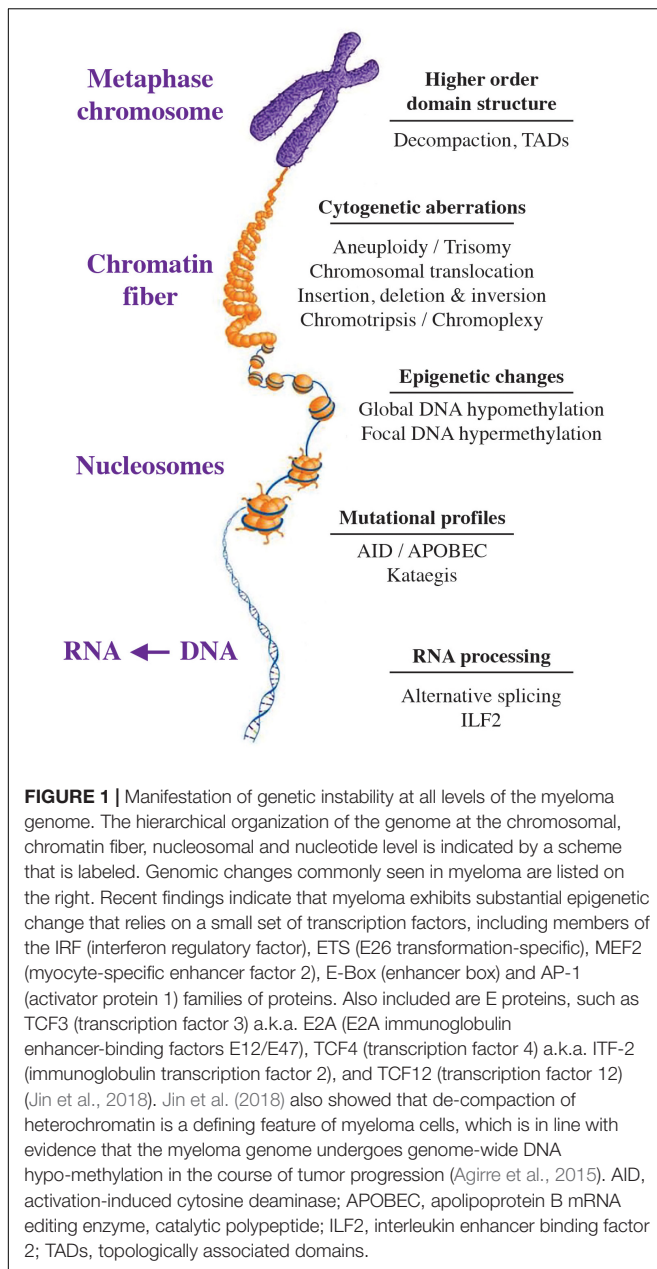 Metaphase
chromosome
Higher order
domain structure
Decompaction, TADs
Cytogenetic aberrations
Aneuploidy / Trisomy
Chromosomal translocation
Insertion, deletion & inversion
Chromotripsis / Chromoplexy
Chromatin
fiber
Epigenetic changes
Global DNA hypomethylation
Focal DNA hypermethylation
Nucleosomes
Mutational profiles
AID / APOBEC
Kataegis
RNA ← DNA
RNA processing
Alternative splicing
ILF2
FIGURE 1 | Manifestation of genetic instability at all levels of the myeloma
genome. The hierarchical organization of the genome at the chromosomal,
chromatin fiber, nucleosomal and nucleotide level is indicated by a scheme
that is labeled. Genomic changes commonly seen in myeloma are listed on
the right. Recent findings indicate that myeloma exhibits substantial epigenetic
change that relies on a small set of transcription factors, including members of
the IRF (interferon regulatory factor), ETS (E26 transformation-specific), MEF2
(myocyte-specific enhancer factor 2), E-Box (enhancer box) and AP-1
(activator protein 1) families of proteins. Also included are E proteins, such as
TCF3 (transcription factor 3) a.k.a. E2A (E2A immunoglobulin
enhancer-binding factors E12/E47), TCF4 (transcription factor 4) a.k.a. ITF-2
(immunoglobulin transcription factor 2), and TCF12 (transcription factor 12)
(Jin et al., 2018). Jin et al. (2018) also showed that de-compaction of
heterochromatin is a defining feature of myeloma cells, which is in line with
evidence that the myeloma genome undergoes genome-wide DNA
hypo-methylation in the course of tumor progression (Agirre et al., 2015). AID,
activation-induced cytosine deaminase; APOBEC, apolipoprotein B mRNA
editing enzyme, catalytic polypeptide; ILF2, interleukin enhancer binding factor
2; TADs, topologically associated domains.